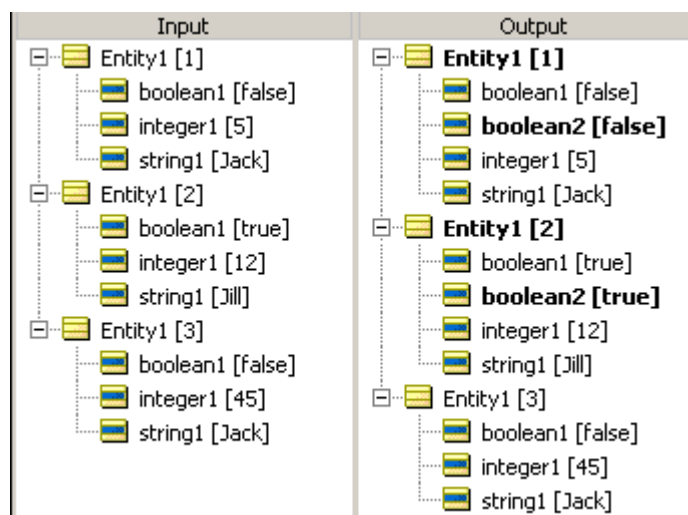 Input
Entity1 [1]
boolean1 [false]
integer1 [5]
string1 [Jack]
Entity1 [2]
boolean1 [true]
integer1 [12]
string1 [Jill]
Entity1 [3]
boolean1 [false]
integer1 [45]
string1 [Jack]
Output
Entity1 [1]
boolean1 [false]
boolean2 [false]
integer1 [5]
string1 [Jack]
Entity1 [2]
boolean1 [true]
boolean2 [true]
integer1 [12]
string1 [Jill]
Entity1 [3]
boolean1 [false]
integer1 [45]
string1 [Jack]